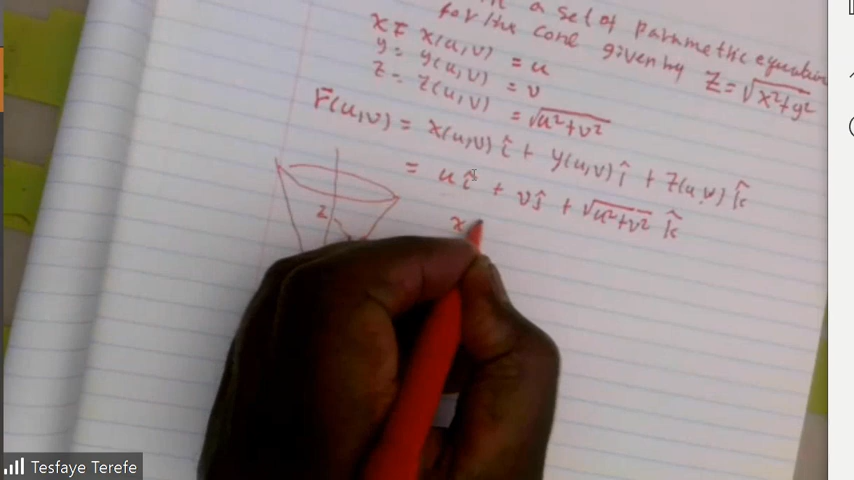 a set of parametric equation
for the cone given by Z = √x²+y²
x = x(u,v) = u
y = y(u,v) = v
z = z(u,v) = √u²+v²
r(u,v) = x(u,v) î + y(u,v) ĵ + z(u,v) k̂
= u î + v ĵ + √u²+v² k̂
z
x
Tesfaye Terefe